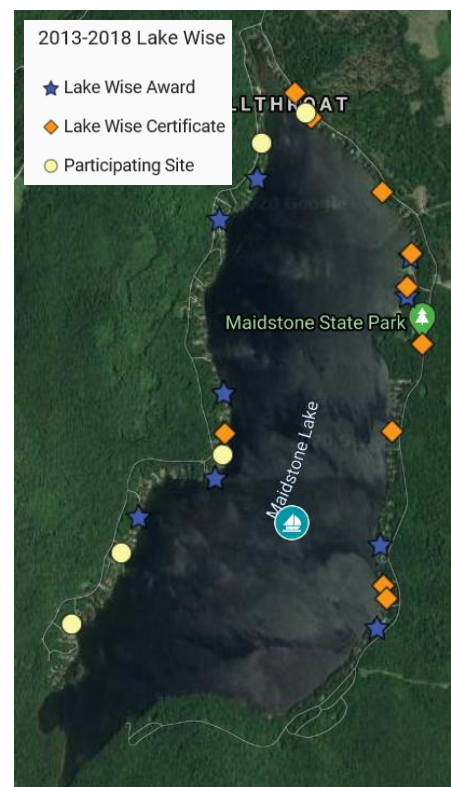 2013-2018 Lake Wise
Lake Wise Award
LLTHROAT
Lake Wise Certificate
Participating Site
Maidstone State Park
Maidstone Lake